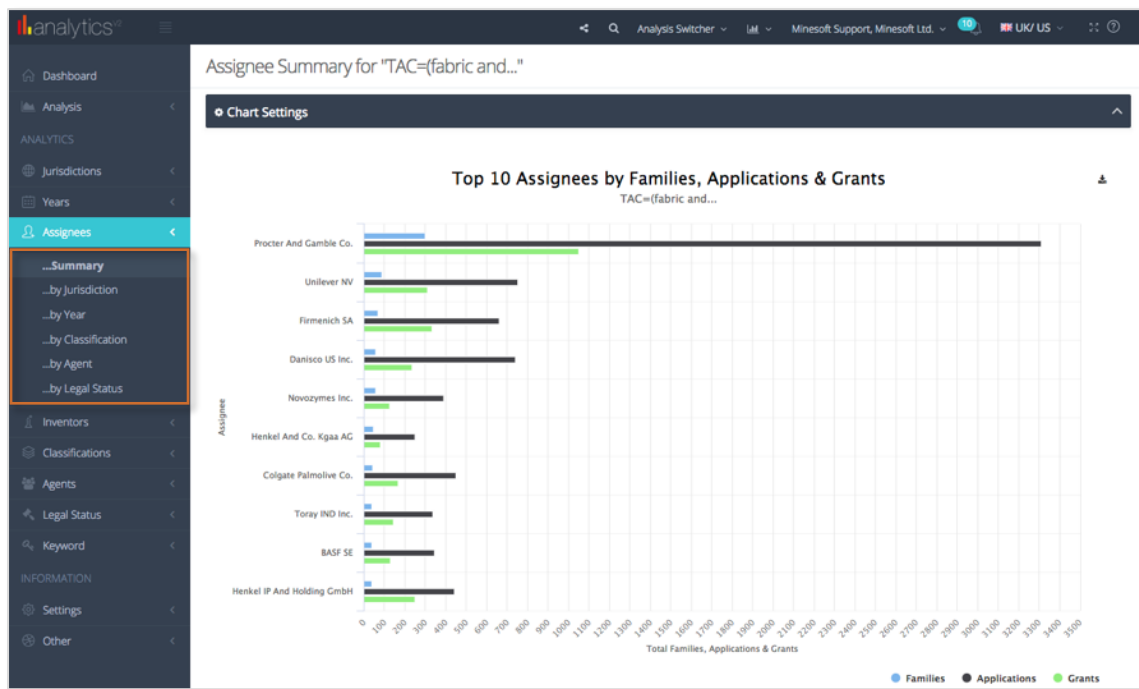 analytics v2
Analysis Switcher
Minesoft Support, Minesoft Ltd.
10
UK/ US
Dashboard
Analysis
ANALYTICS
Jurisdictions
Years
Assignees
...Summary
...by Jurisdiction
...by Year
...by Classification
...by Agent
...by Legal Status
Inventors
Classifications
Agents
Legal Status
Keyword
INFORMATION
Settings
Other
Assignee Summary for "TAC=(fabric and..."
Chart Settings
Top 10 Assignees by Families, Applications & Grants
TAC=(fabric and...
Assignee
Procter And Gamble Co.
Unilever NV
Firmenich SA
Danisco US Inc.
Novozymes Inc.
Henkel And Co. Kgaa AG
Colgate Palmolive Co.
Toray IND Inc.
BASF SE
Henkel IP And Holding GmbH
0 100 200 300 400 500 600 700 800 900 1000 1100 1200 1300 1400 1500 1600 1700 1800 1900 2000 2100 2200 2300 2400 2500 2600 2700 2800 2900 3000 3100 3200 3300 3400 3500
Total Families, Applications & Grants
Families Applications Grants